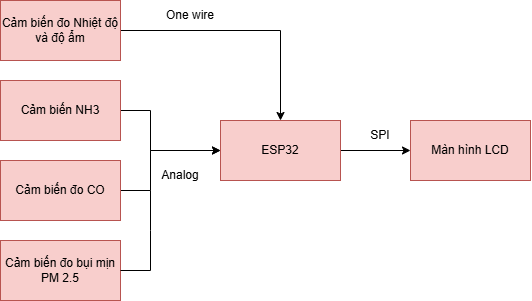 Cảm biến đo Nhiệt độ
và độ ẩm
One wire
Cảm biến NH3
ESP32
SPI
Màn hình LCD
Analog
Cảm biến đo CO
Cảm biến đo bụi mịn
PM 2.5